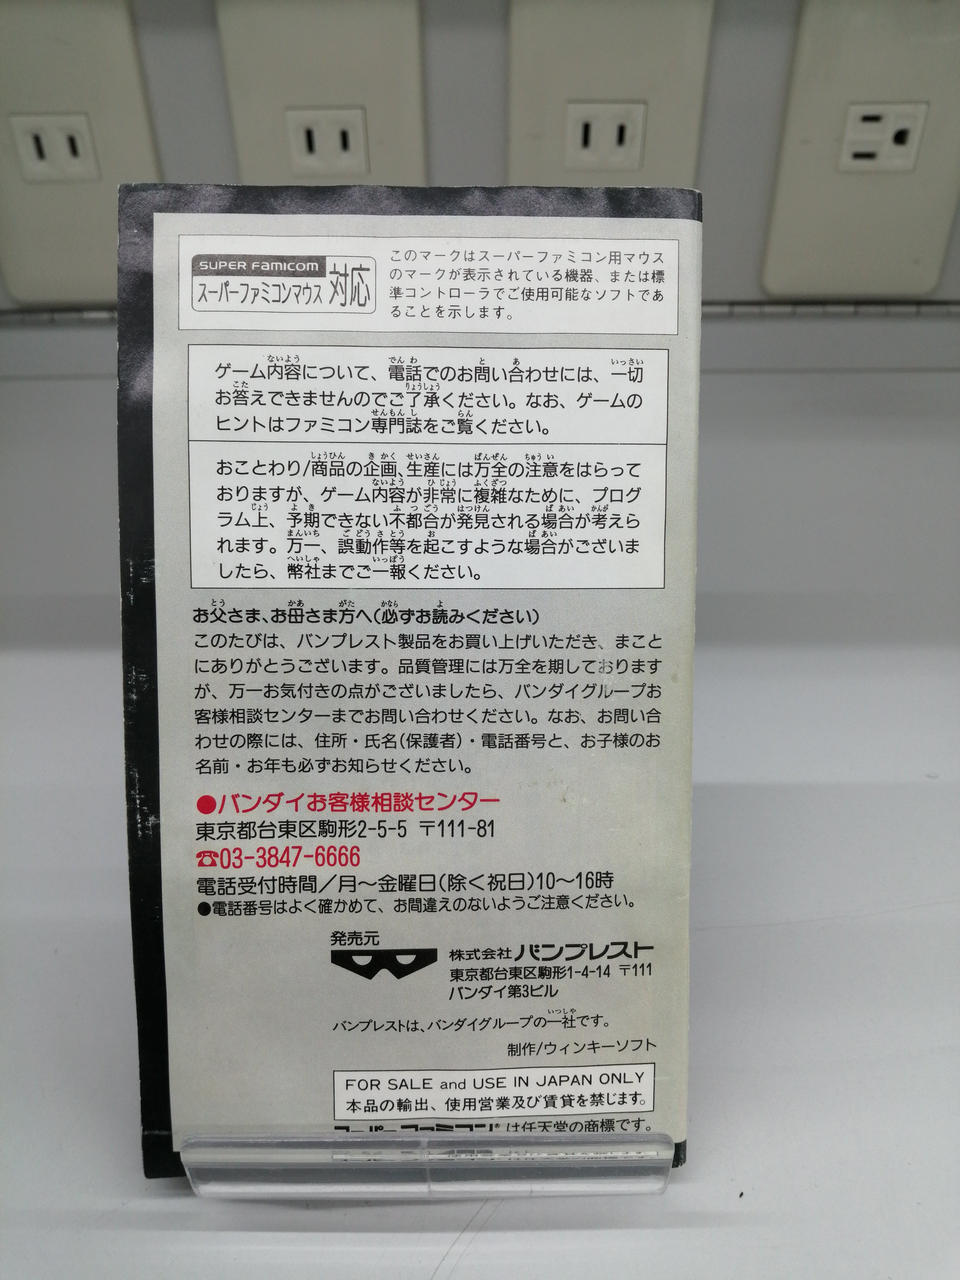 SUPER FAMICOM
スーパーファミコンマウス 対応
このマークはスーパーファミコン用マウス
のマークが表示されている機器、または標
準コントローラでご使用可能なソフトであ
ることを示します。
ゲーム内容について、電話でのお問い合わせには、一切
お答えできませんのでご了承ください。なお、ゲームの
ヒントはファミコン専門誌をご覧ください。
おことわり/商品の企画、生産には万全の注意をはらって
おりますが、ゲーム内容が非常に複雑なために、プログ
ラム上、予期できない不都合が発見される場合が考えら
れます。万一、誤動作等を起こすような場合がございま
したら、弊社までご一報ください。
お父さま、お母さま方へ(必ずお読みください)
このたびは、バンプレスト製品をお買い上げいただき、まこと
にありがとうございます。品質管理には万全を期しております
が、万一お気付きの点がございましたら、バンダイグループお
客様相談センターまでお問い合わせください。なお、お問い合
わせの際には、住所・氏名(保護者)・電話番号と、お子様のお
名前・お年も必ずお知らせください。
●バンダイお客様相談センター
東京都台東区駒形2-5-5 〒111-81
☎03-3847-6666
電話受付時間/月〜金曜日(除く祝日)10〜16時
●電話番号はよく確かめて、お間違えのないようご注意ください。
発売元
株式会社バンプレスト
東京都台東区駒形1-4-14 〒111
バンダイ第3ビル
バンプレストは、バンダイグループの一社です。
制作/ウィンキーソフト
FOR SALE and USE IN JAPAN ONLY
本品の輸出、使用営業及び賃貸を禁じます。
スーパーファミコン®は任天堂の商標です。